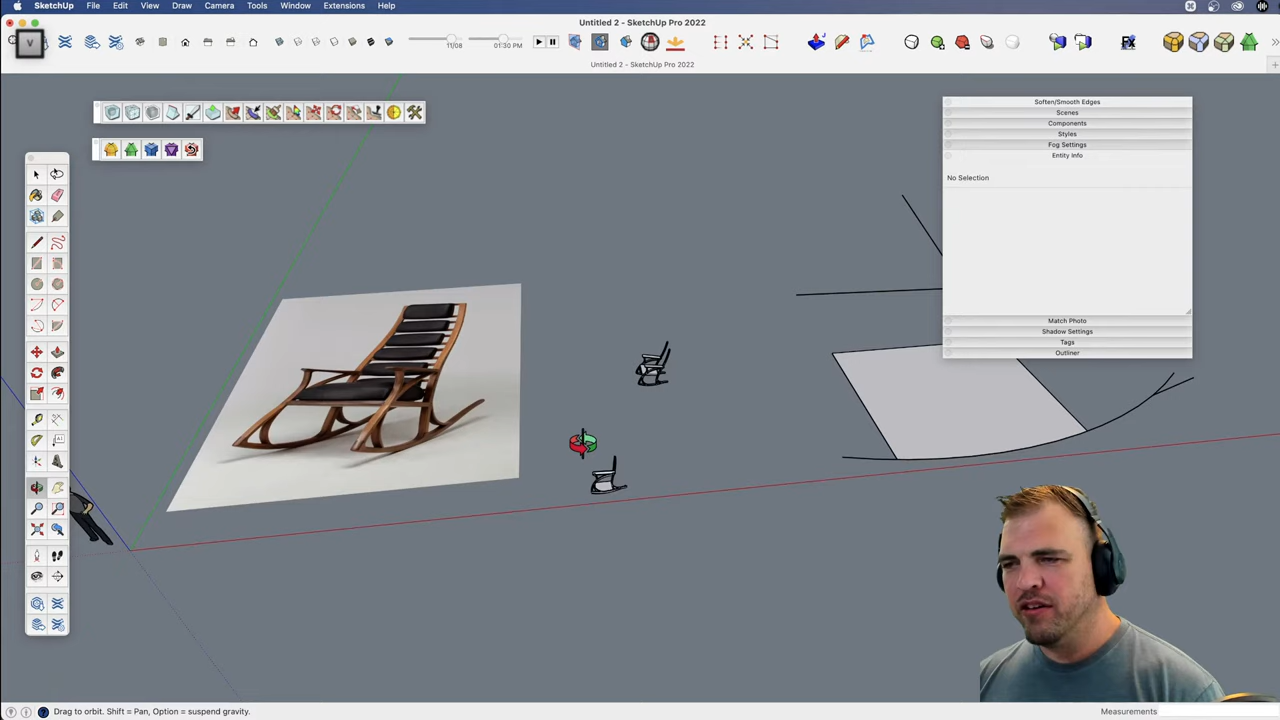 SketchUp File Edit View Draw Camera Tools Window Extensions Help
Untitled 2 - SketchUp Pro 2022
V
11/08 01:30 PM
Untitled 2 - SketchUp Pro 2022
Soften/Smooth Edges
Scenes
Components
Styles
Fog Settings
Entity Info
No Selection
Match Photo
Shadow Settings
Tags
Outliner
Drag to orbit. Shift = Pan, Option = suspend gravity.
Measurements